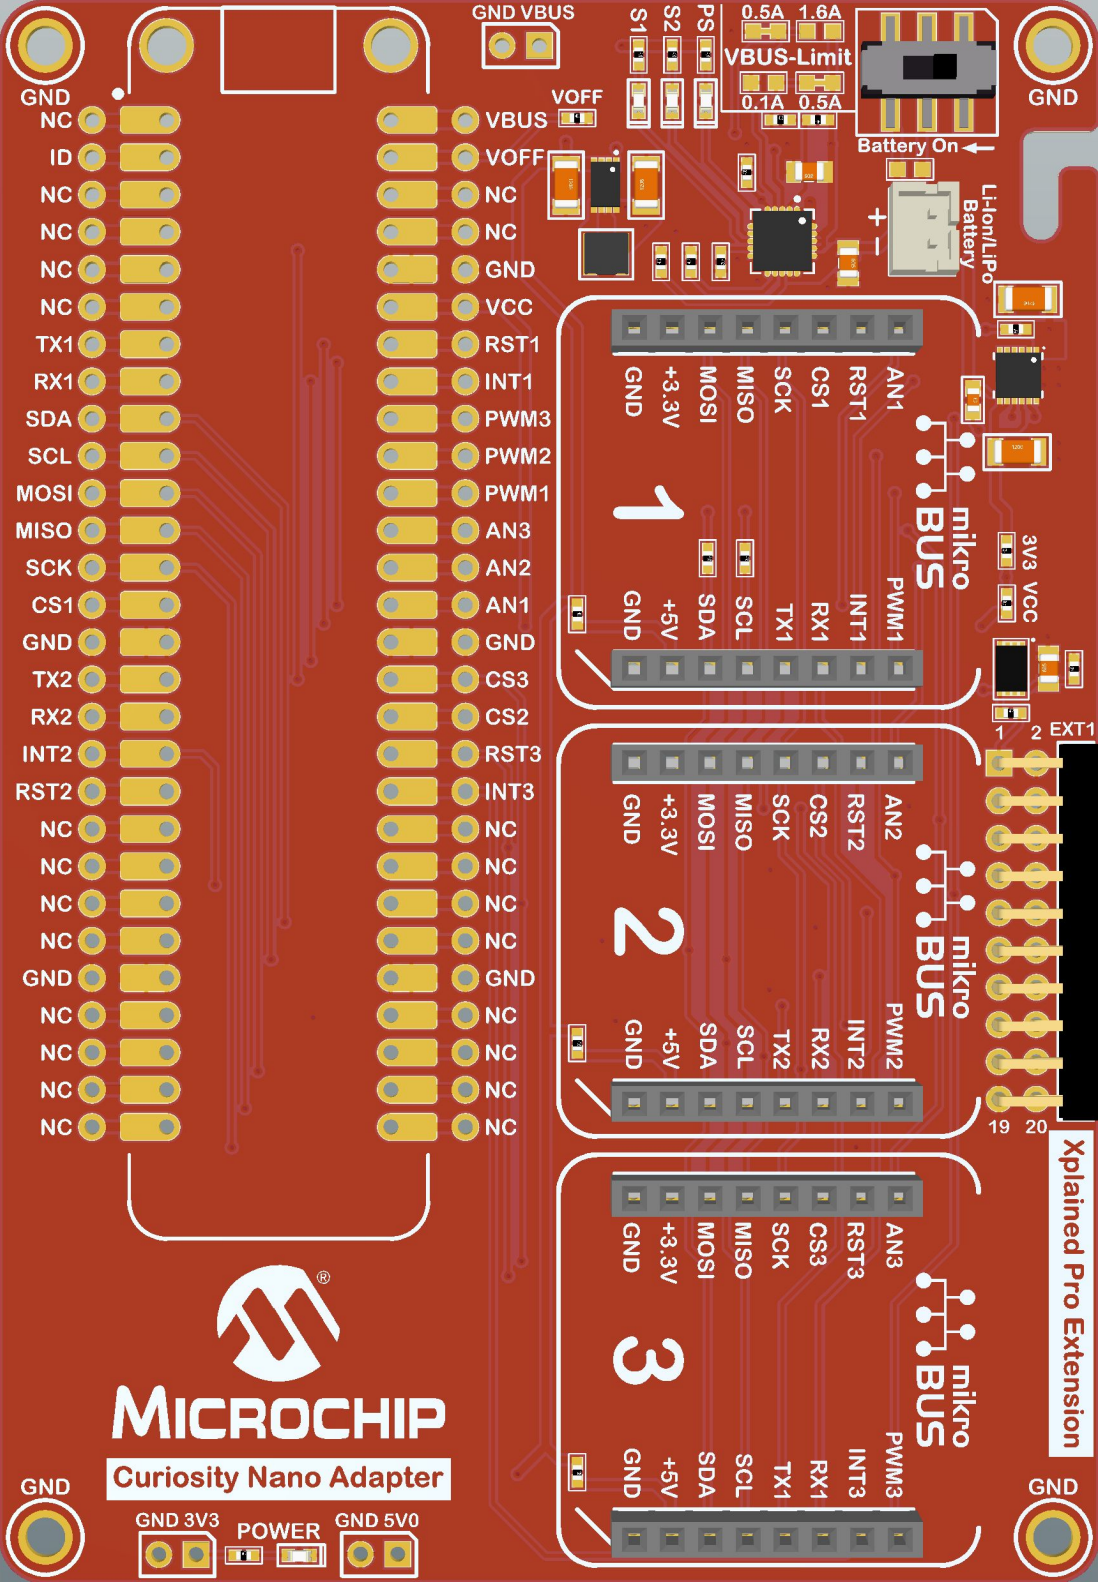 GND VBUS
S1
S2
PS
0.5A 1.6A
VBUS-Limit
0.1A 0.5A
GND
VOFF
GND
Battery On
+
-
Li-Ion/LiPo
Battery
NC
ID
NC
NC
NC
NC
TX1
RX1
SDA
SCL
MOSI
MISO
SCK
CS1
GND
TX2
RX2
INT2
RST2
NC
NC
NC
NC
GND
NC
NC
NC
NC
VBUS
VOFF
NC
NC
GND
VCC
RST1
INT1
PWM3
PWM2
PWM1
AN3
AN2
AN1
GND
CS3
CS2
RST3
INT3
NC
NC
NC
NC
GND
NC
NC
NC
NC
GND
+3.3V
MOSI
MISO
SCK
CS1
RST1
AN1
1
mikro
BUS
GND
+5V
SDA
SCL
TX1
RX1
INT1
PWM1
3V3
VCC
1 2 EXT1
GND
+3.3V
MOSI
MISO
SCK
CS2
RST2
AN2
2
mikro
BUS
GND
+5V
SDA
SCL
TX2
RX2
INT2
PWM2
19 20
Xplained Pro Extension
GND
+3.3V
MOSI
MISO
SCK
CS3
RST3
AN3
3
mikro
BUS
GND
+5V
SDA
SCL
TX1
RX1
INT3
PWM3
®
MICROCHIP
Curiosity Nano Adapter
GND
GND
GND 3V3
POWER
GND 5V0